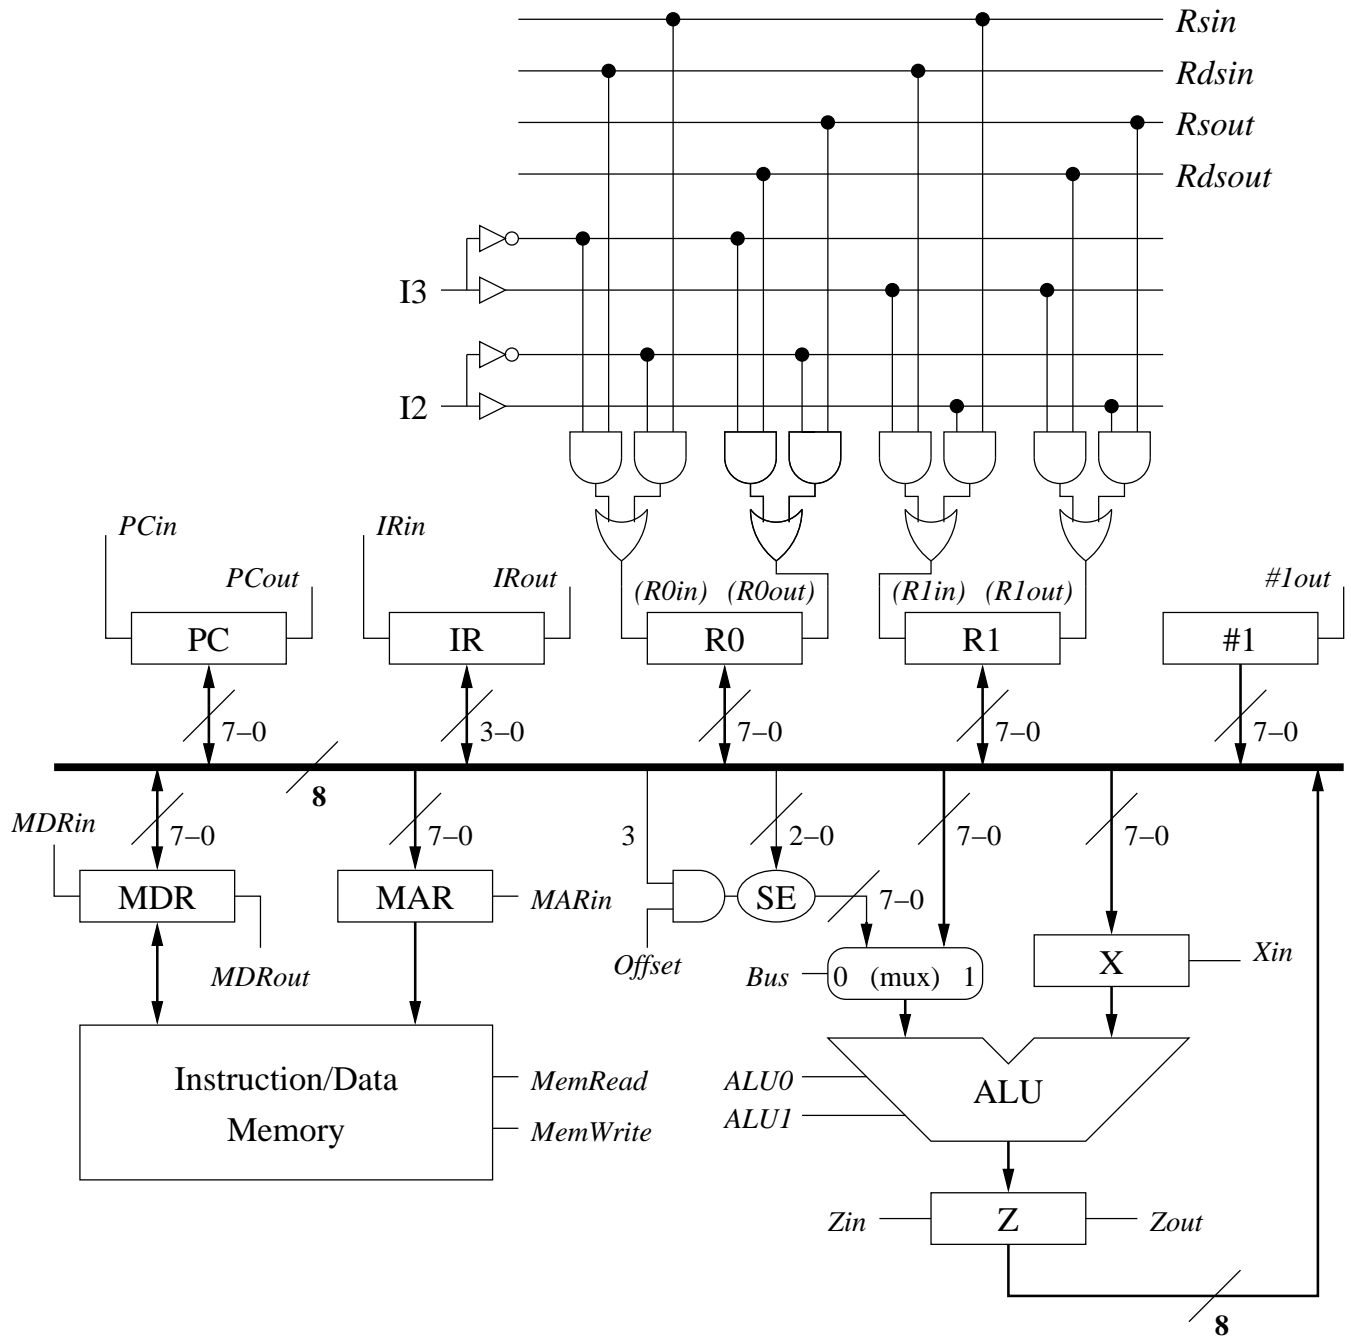 Rsin
Rdsin
Rsout
Rdsout
I3
I2
PCin
IRin
PCout
IRout
(R0in) (R0out)
(R1in) (R1out)
#1out
PC
IR
R0
R1
#1
7–0
3–0
7–0
7–0
7–0
8
MDRin
7–0
7–0
3
2–0
7–0
7–0
MDR
MAR
MARin
SE
7–0
MDRout
Offset
Bus
0 (mux) 1
X
Xin
Instruction/Data
Memory
MemRead
MemWrite
ALU0
ALU1
ALU
Zin
Z
Zout
8